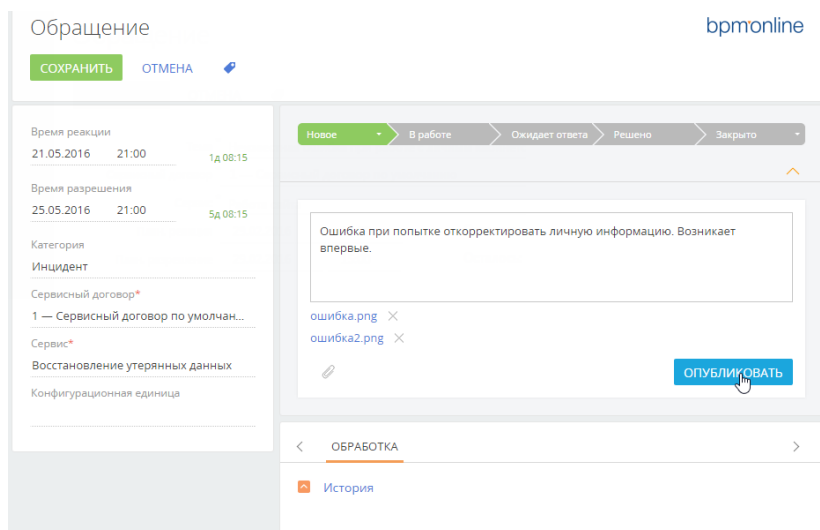 Обращение
bpm'online
СОХРАНИТЬ ОТМЕНА
Время реакции
21.05.2016 21:00 1д 08:15
Время разрешения
25.05.2016 21:00 5д 08:15
Категория
Инцидент
Сервисный договор*
1 — Сервисный договор по умолчан...
Сервис*
Восстановление утерянных данных
Конфигурационная единица
Новое В работе Ожидает ответа Решено Закрыто
Ошибка при попытке откорректировать личную информацию. Возникает
впервые.
ошибка.png
ошибка2.png
ОПУБЛИКОВАТЬ
ОБРАБОТКА
История